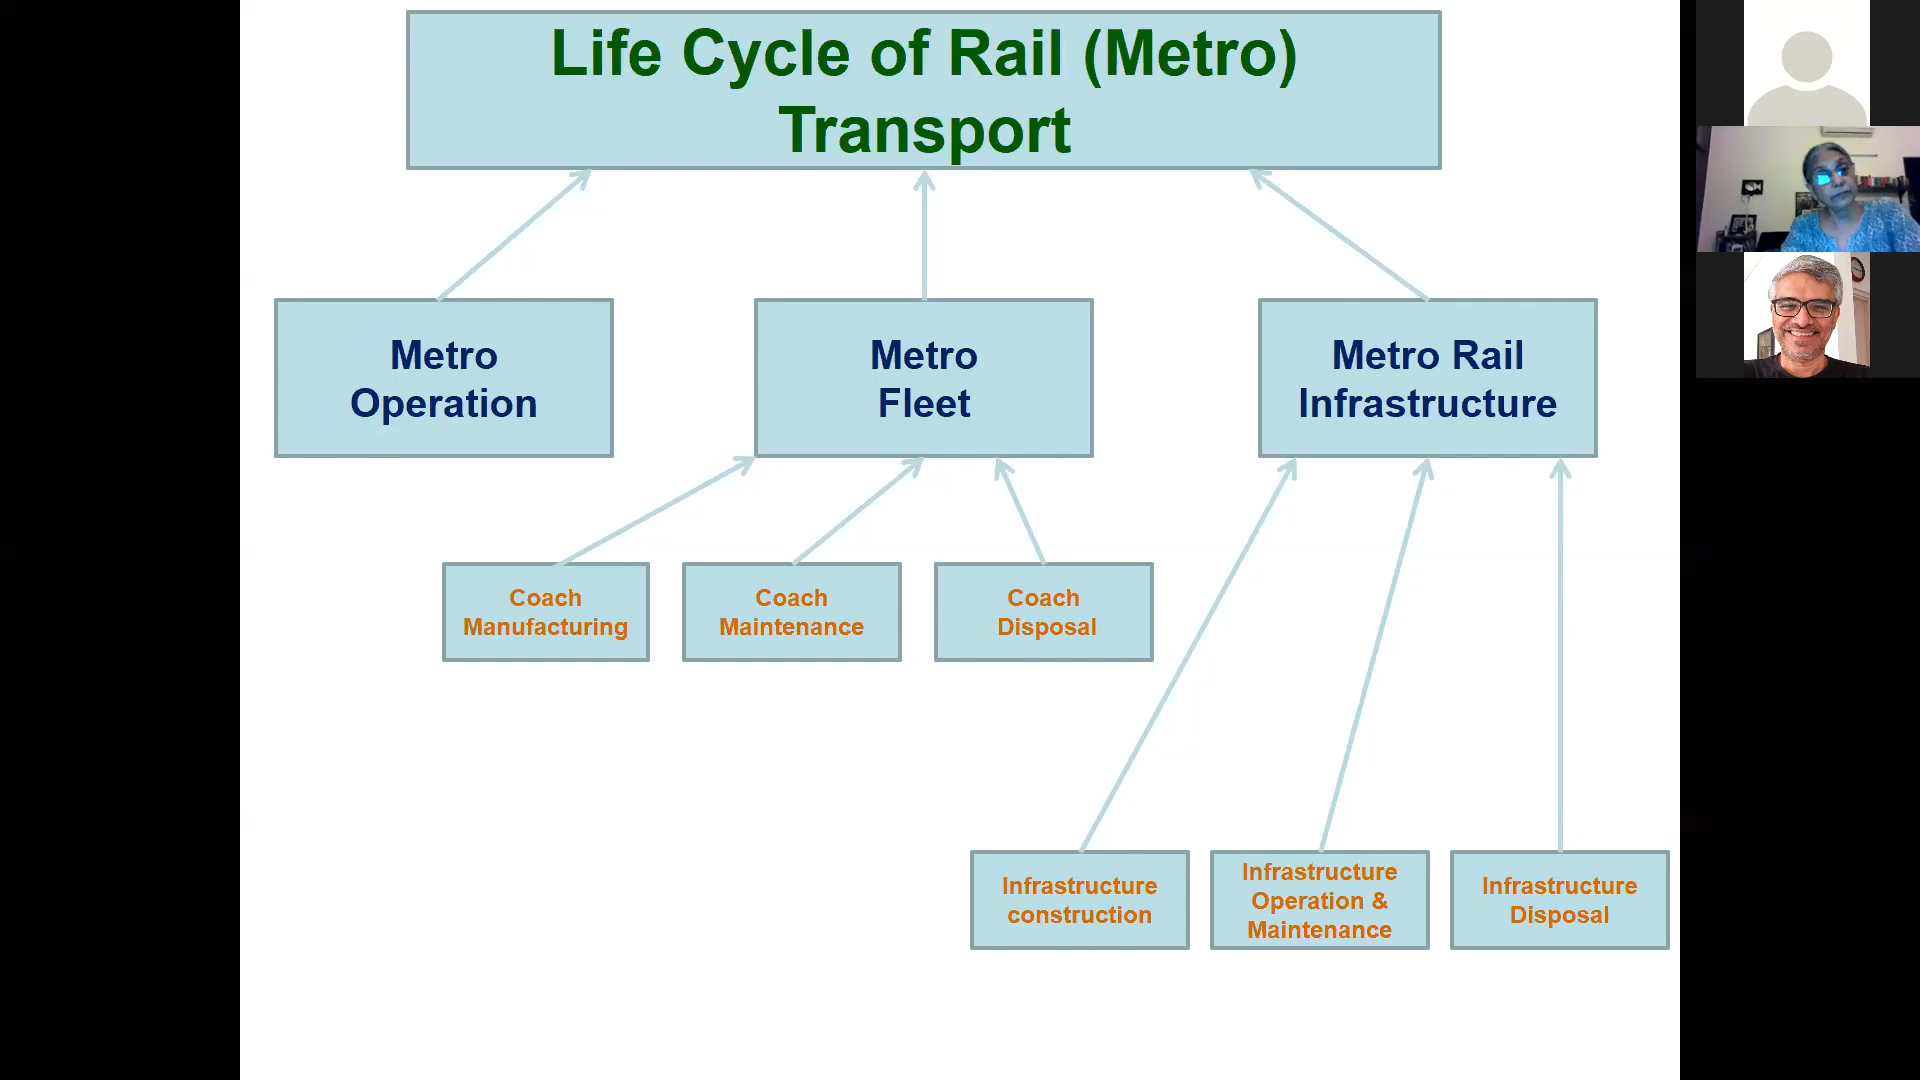 Life Cycle of Rail (Metro)
Transport
Metro
Operation
Metro
Fleet
Metro Rail
Infrastructure
Coach
Manufacturing
Coach
Maintenance
Coach
Disposal
Infrastructure
construction
Infrastructure
Operation &
Maintenance
Infrastructure
Disposal